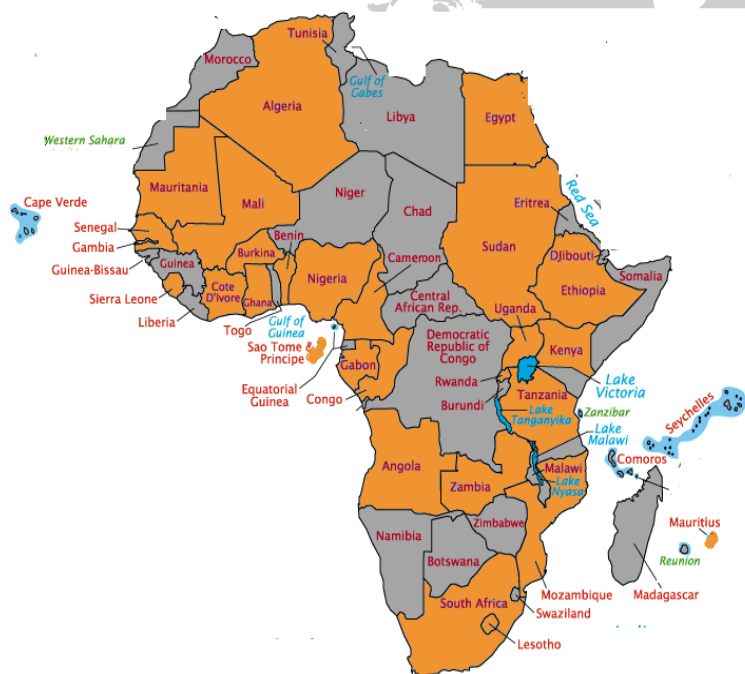 Tunisia
Morocco
Gulf of
Gabes
Algeria
Libya
Egypt
Western Sahara
Mauritania
Mali
Niger
Chad
Eritrea
Red Sea
Cape Verde
Senegal
Gambia
Guinea-Bissau
Guinea
Sierra Leone
Liberia
Cote
D'Ivore
Burkina
Ghana
Togo
Benin
Nigeria
Cameroon
Sudan
DJibouti
Somalia
Ethiopia
Central
African Rep.
Uganda
Gulf of
Guinea
Sao Tome &
Principe
Equatorial
Guinea
Gabon
Congo
Democratic
Republic of
Congo
Kenya
Rwanda
Burundi
Lake
Victoria
Tanzania
Lake
Tanganyika
Zanzibar
Lake
Malawi
Seychelles
Comoros
Angola
Zambia
Malawi
Lake
Nyasa
Namibia
Zimbabwe
Botswana
Mauritius
Reunion
Madagascar
Mozambique
South Africa
Swaziland
Lesotho